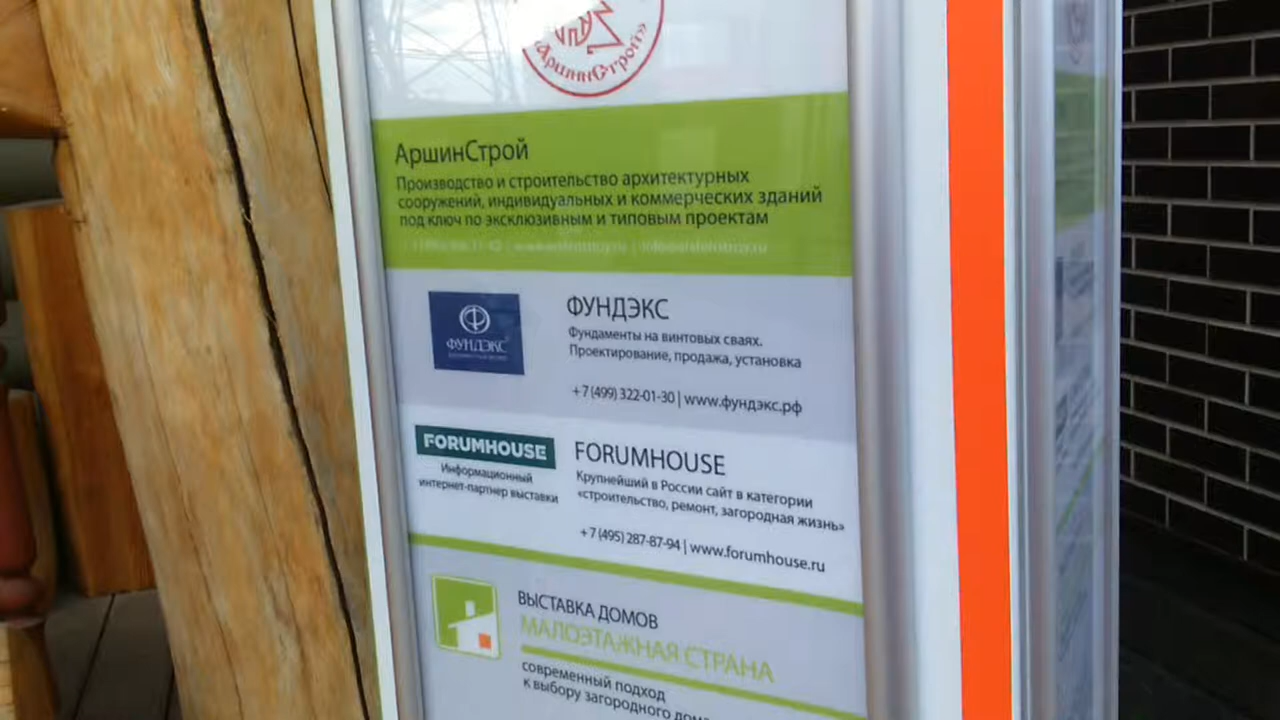 «АршинСтрой»
АршинСтрой
Производство и строительство архитектурных
сооружений, индивидуальных и коммерческих зданий
под ключ по эксклюзивным и типовым проектам
ФУНДЭКС
ФУНДЭКС
Фундаменты на винтовых сваях.
Проектирование, продажа, установка
+7 (499) 322-01-30 | www.фундэкс.рф
FORUMHOUSE
Информационный
интернет-партнер выставки
FORUMHOUSE
Крупнейший в России сайт в категории
«строительство, ремонт, загородная жизнь»
+7 (495) 287-87-94 | www.forumhouse.ru
ВЫСТАВКА ДОМОВ
МАЛОЭТАЖНАЯ СТРАНА
современный подход
к выбору загородного